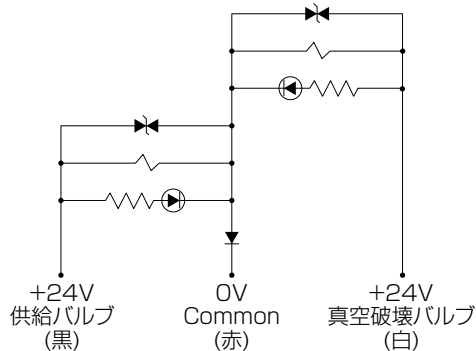 +24V
供給バルブ
(黒)
0V
Common
(赤)
+24V
真空破壊バルブ
(白)